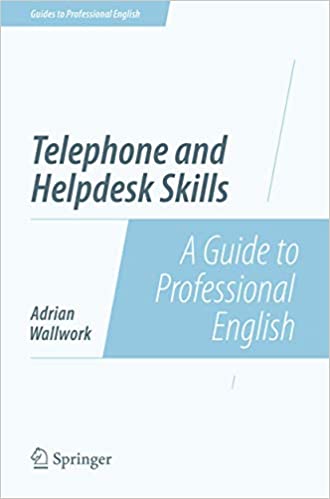 Guides to Professional English
Telephone and
Helpdesk Skills
A Guide to
Professional
English
Adrian
Wallwork
Springer